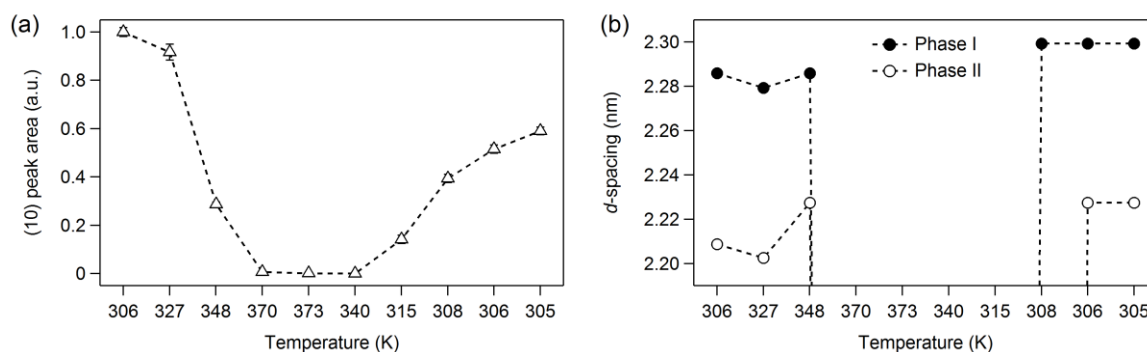 (a)
(10) peak area (a.u.)
1.0
0.8
0.6
0.4
0.2
0
306 327 348 370 373 340 315 308 306 305
Temperature (K)
(b)
Phase I
Phase II
d-spacing (nm)
2.30
2.28
2.26
2.24
2.22
2.20
306 327 348 370 373 340 315 308 306 305
Temperature (K)